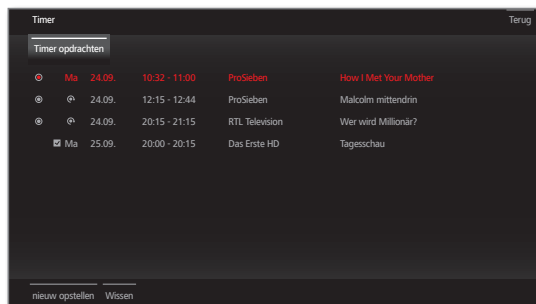 Timer Terug
Timer opdrachten
Ma 24.09. 10:32 - 11:00 ProSieben How I Met Your Mother
24.09. 12:15 - 12:44 ProSieben Malcolm mittendrin
24.09. 20:15 - 21:15 RTL Television Wer wird Millionär?
Ma 25.09. 20:00 - 20:15 Das Erste HD Tagesschau
nieuw opstellen Wissen